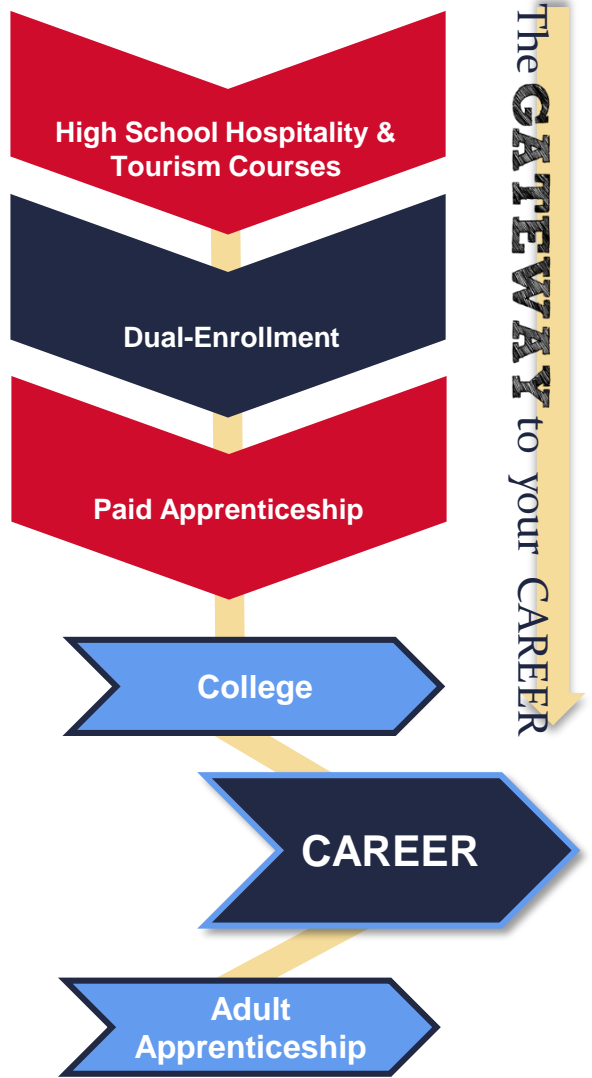 High School Hospitality &
Tourism Courses
Dual-Enrollment
Paid Apprenticeship
College
CAREER
Adult
Apprenticeship
The GATEWAY to your CAREER